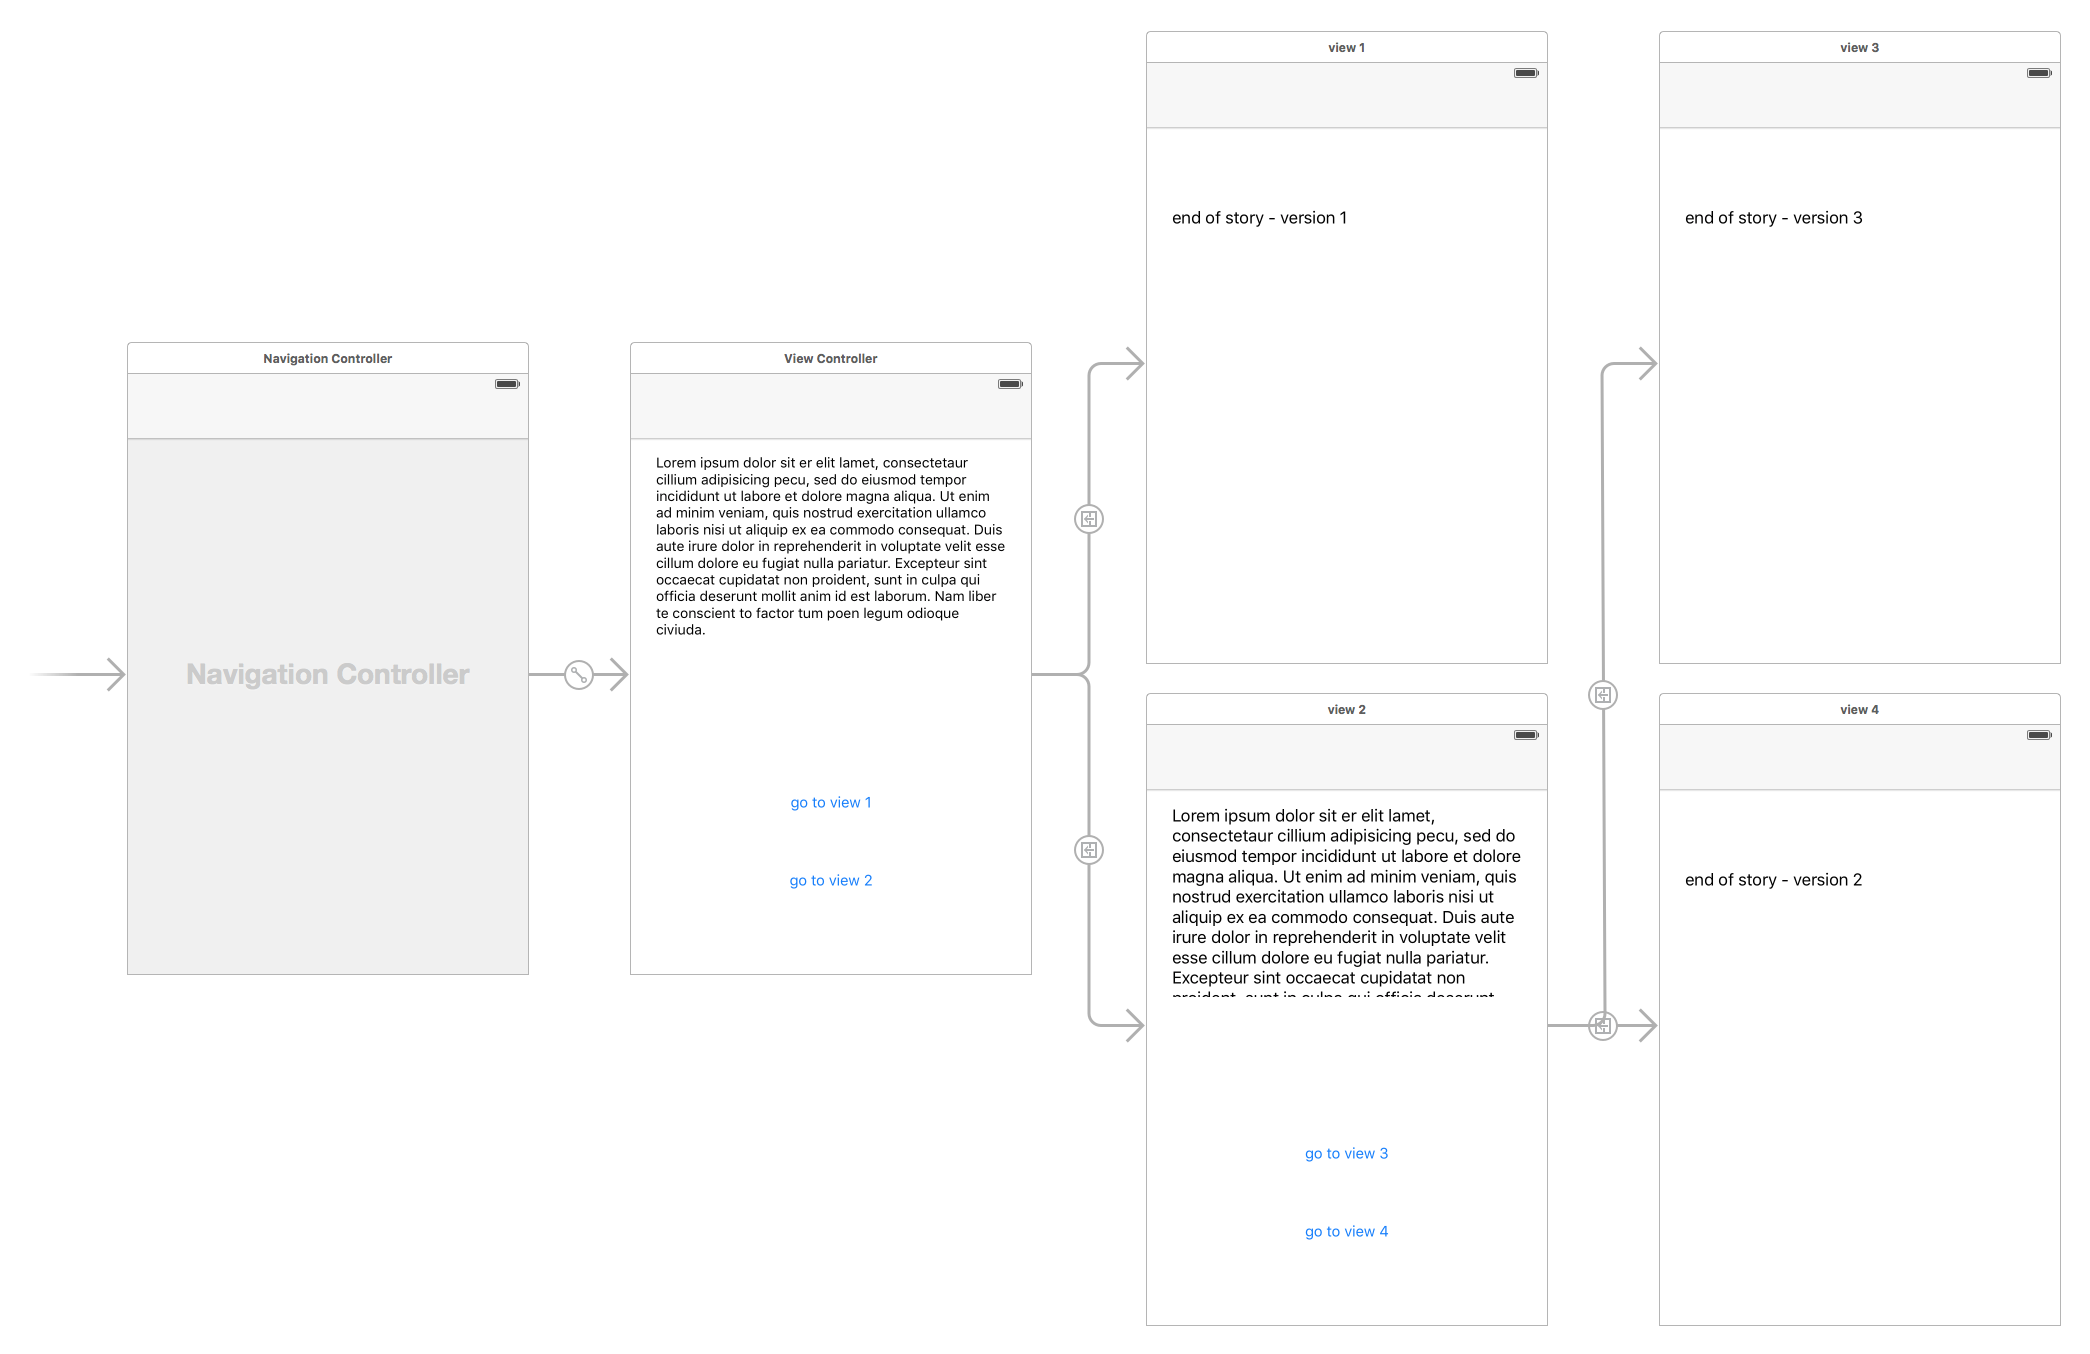 Navigation Controller
Navigation Controller
View Controller
Lorem ipsum dolor sit er elit lamet, consectetaur
cillium adipisicing pecu, sed do eiusmod tempor
incididunt ut labore et dolore magna aliqua. Ut enim
ad minim veniam, quis nostrud exercitation ullamco
laboris nisi ut aliquip ex ea commodo consequat. Duis
aute irure dolor in reprehenderit in voluptate velit esse
cillum dolore eu fugiat nulla pariatur. Excepteur sint
occaecat cupidatat non proident, sunt in culpa qui
officia deserunt mollit anim id est laborum. Nam liber
te conscient to factor tum poen legum odioque
civiuda.
go to view 1
go to view 2
view 1
end of story - version 1
view 2
Lorem ipsum dolor sit er elit lamet,
consectetaur cillium adipisicing pecu, sed do
eiusmod tempor incididunt ut labore et dolore
magna aliqua. Ut enim ad minim veniam, quis
nostrud exercitation ullamco laboris nisi ut
aliquip ex ea commodo consequat. Duis aute
irure dolor in reprehenderit in voluptate velit
esse cillum dolore eu fugiat nulla pariatur.
Excepteur sint occaecat cupidatat non
proident, sunt in culpa qui officia deserunt
go to view 3
go to view 4
view 3
end of story - version 3
view 4
end of story - version 2